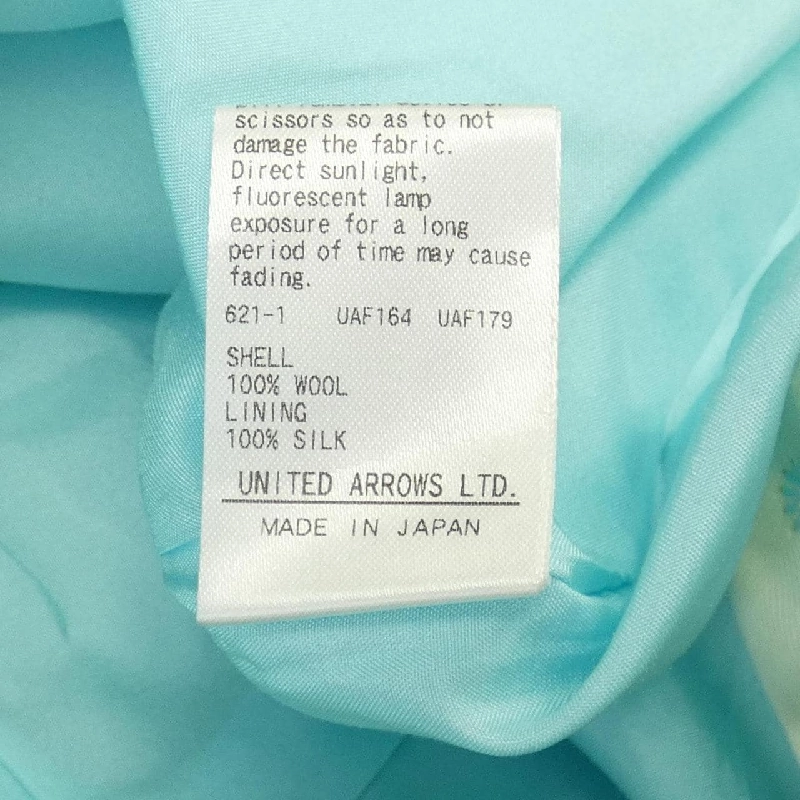 scissors so as to not
damage the fabric.
Direct sunlight,
fluorescent lamp
exposure for a long
period of time may cause
fading.
621-1 UAF164 UAF179
SHELL
100% WOOL
LINING
100% SILK
UNITED ARROWS LTD.
MADE IN JAPAN